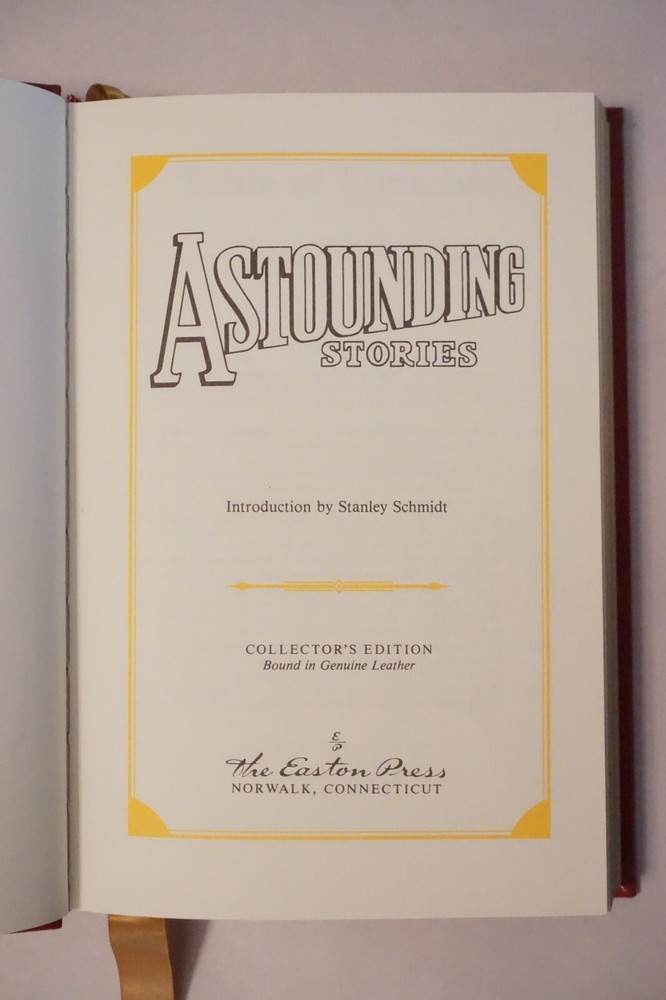 ASTOUNDING
STORIES
Introduction by Stanley Schmidt
COLLECTOR'S EDITION
Bound in Genuine Leather
E
P
The Easton Press
NORWALK, CONNECTICUT